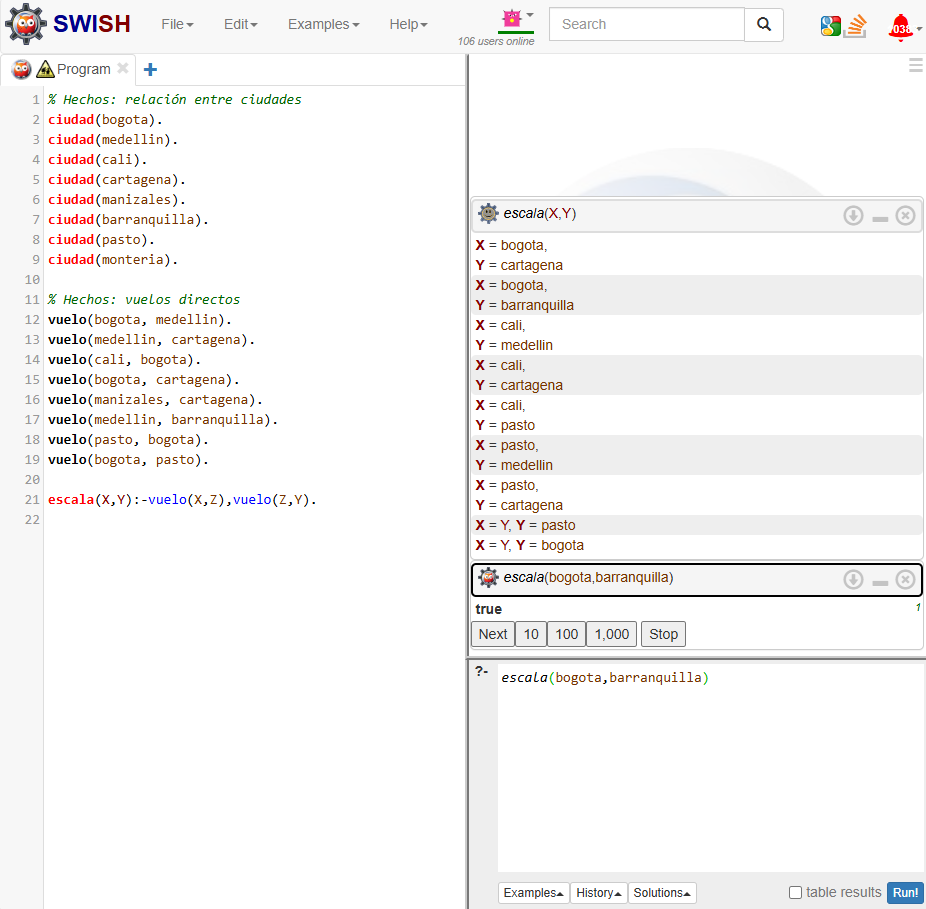 SWISH File Edit Examples Help 106 users online Search
Program
1 % Hechos: relación entre ciudades
2 ciudad(bogota).
3 ciudad(medellin).
4 ciudad(cali).
5 ciudad(cartagena).
6 ciudad(manizales).
7 ciudad(barranquilla).
8 ciudad(pasto).
9 ciudad(monteria).
10
11 % Hechos: vuelos directos
12 vuelo(bogota, medellin).
13 vuelo(medellin, cartagena).
14 vuelo(cali, bogota).
15 vuelo(bogota, cartagena).
16 vuelo(manizales, cartagena).
17 vuelo(medellin, barranquilla).
18 vuelo(pasto, bogota).
19 vuelo(bogota, pasto).
20
21 escala(X,Y):-vuelo(X,Z),vuelo(Z,Y).
22
escala(X,Y)
X = bogota,
Y = cartagena
X = bogota,
Y = barranquilla
X = cali,
Y = medellin
X = cali,
Y = cartagena
X = cali,
Y = pasto
X = pasto,
Y = medellin
X = pasto,
Y = cartagena
X = Y, Y = pasto
X = Y, Y = bogota
escala(bogota,barranquilla)
true 1
Next 10 100 1,000 Stop
?- escala(bogota,barranquilla)
Examples History Solutions table results Run!